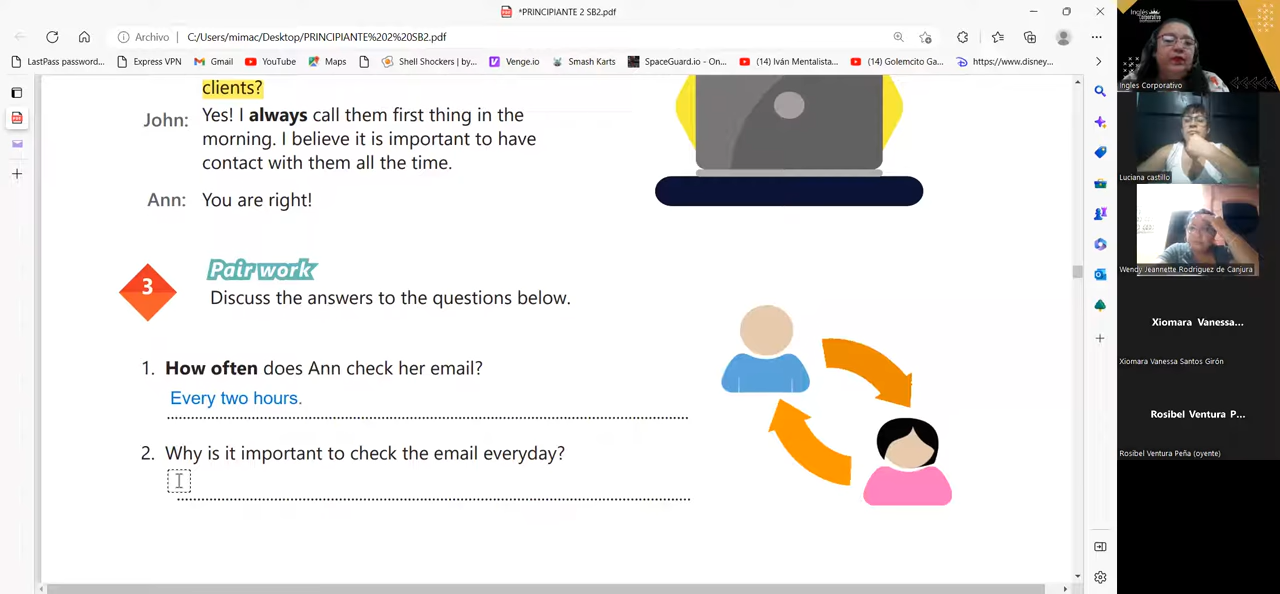 *PRINCIPIANTE 2 SB2.pdf
Archivo
C:/Users/mimac/Desktop/PRINCIPIANTE%202%20SB2.pdf
LastPass password...
Express VPN
Gmail
YouTube
Maps
Shell Shockers | by...
Venge.io
Smash Karts
SpaceGuard.io - On...
(14) Iván Mentalista...
(14) Golemcito Ga...
https://www.disney...
clients?
John: Yes! I always call them first thing in the
morning. I believe it is important to have
contact with them all the time.
Ann: You are right!
3
Pair work
Discuss the answers to the questions below.
1. How often does Ann check her email?
Every two hours.
2. Why is it important to check the email everyday?
Inglés
Corporativo
Ingles Corporativo
Luciana castillo
Wendy Jeannette Rodriguez de Canjura
Xiomara Vanessa...
Xiomara Vanessa Santos Girón
Rosibel Ventura P...
Rosibel Ventura Peña (oyente)